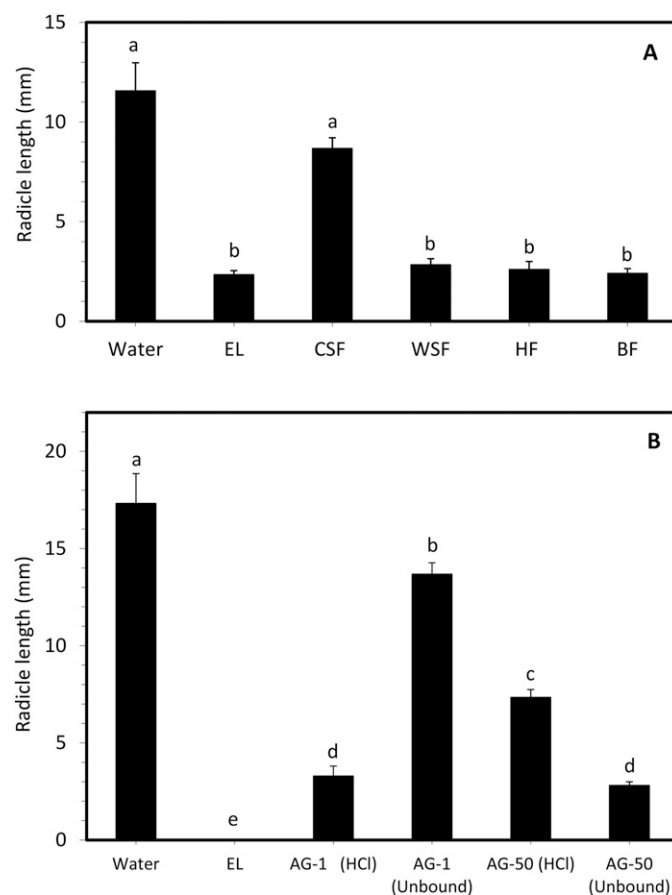 A
Radicle length (mm)
15
10
5
0
a
b
a
b
b
b
Water EL CSF WSF HF BF
B
Radicle length (mm)
20
15
10
5
0
a
e
d
b
c
d
Water EL AG-1 (HCl) AG-1 (Unbound) AG-50 (HCl) AG-50 (Unbound)